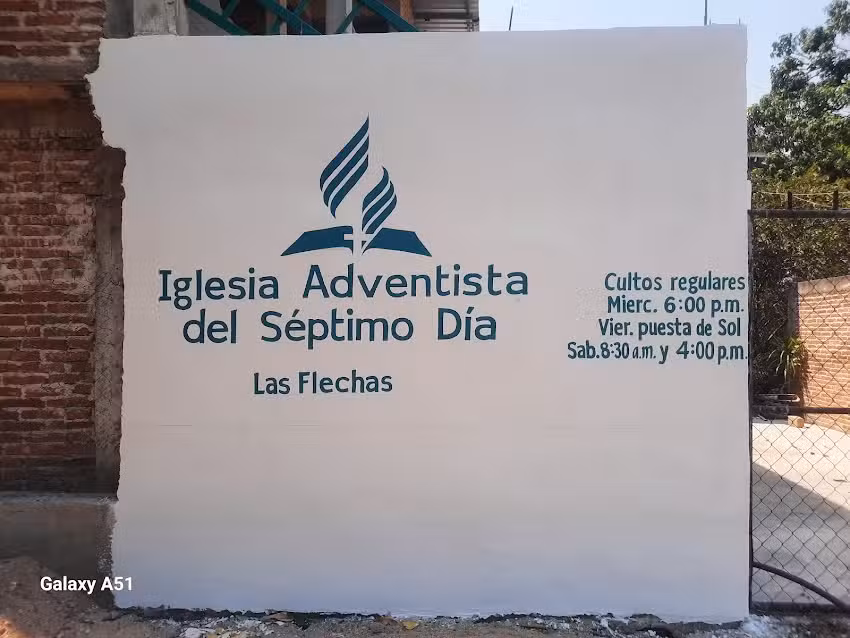 Iglesia Adventista
del Séptimo Día
Las Flechas
Cultos regulares
Mierc. 6:00 p.m.
Vier. puesta de Sol
Sab. 8:30 a.m. y 4:00 p.m.
Galaxy A51